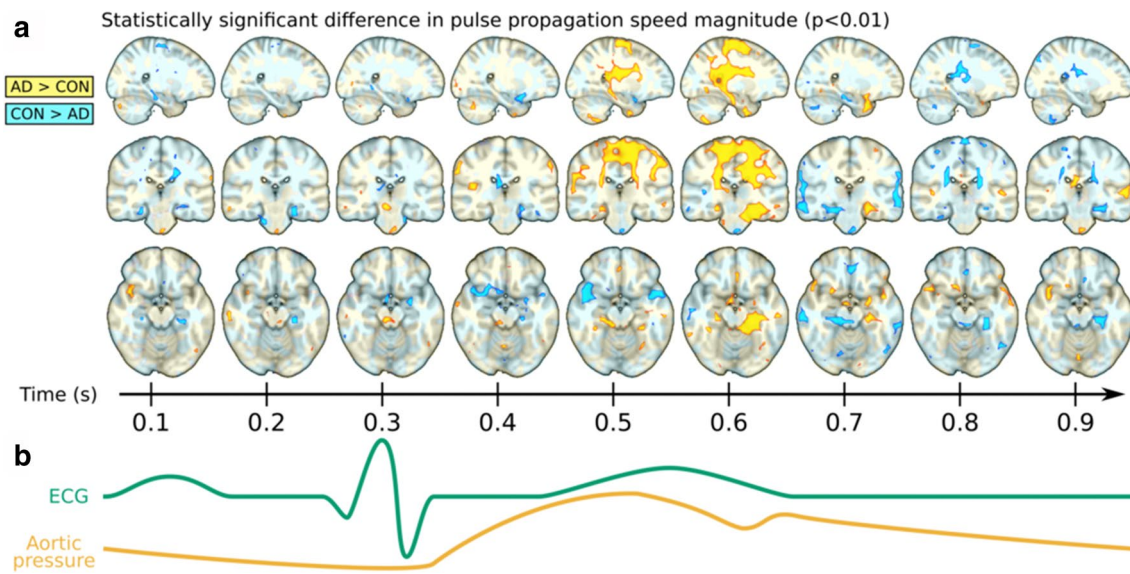 a
Statistically significant difference in pulse propagation speed magnitude (p<0.01)
AD > CON
CON > AD
Time (s)
0.1 0.2 0.3 0.4 0.5 0.6 0.7 0.8 0.9
b
ECG
Aortic
pressure